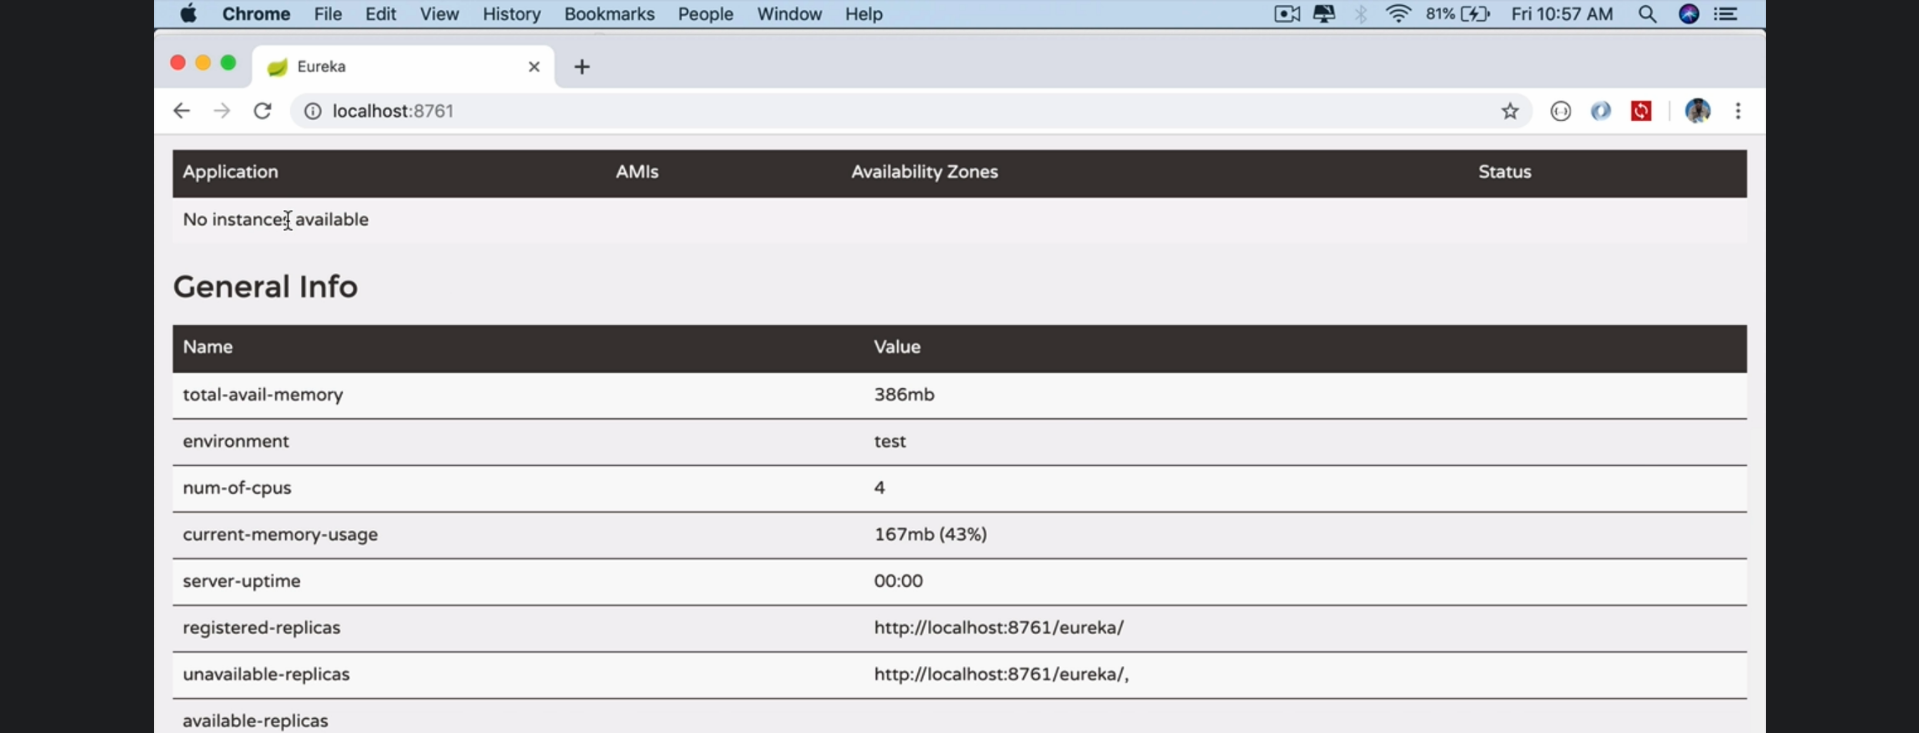 Chrome File Edit View History Bookmarks People Window Help 81% Fri 10:57 AM
Eureka
localhost:8761
Application AMIs Availability Zones Status
No instances available
General Info
Name Value
total-avail-memory 386mb
environment test
num-of-cpus 4
current-memory-usage 167mb (43%)
server-uptime 00:00
registered-replicas http://localhost:8761/eureka/
unavailable-replicas http://localhost:8761/eureka/,
available-replicas